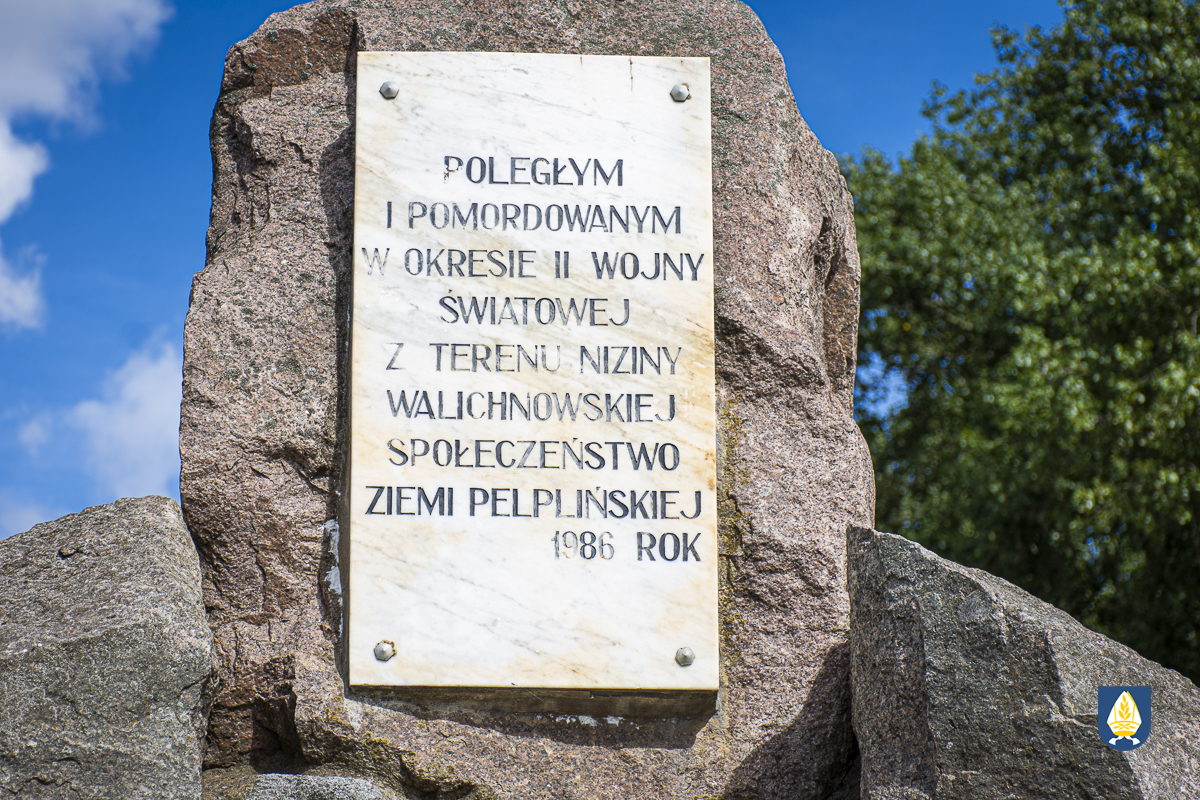 POLEGŁYM
I POMORDOWANYM
W OKRESIE II WOJNY
ŚWIATOWEJ
Z TERENU NIZINY
WALICHNOWSKIEJ
SPOŁECZEŃSTWO
ZIEMI PELPLIŃSKIEJ
1986 ROK